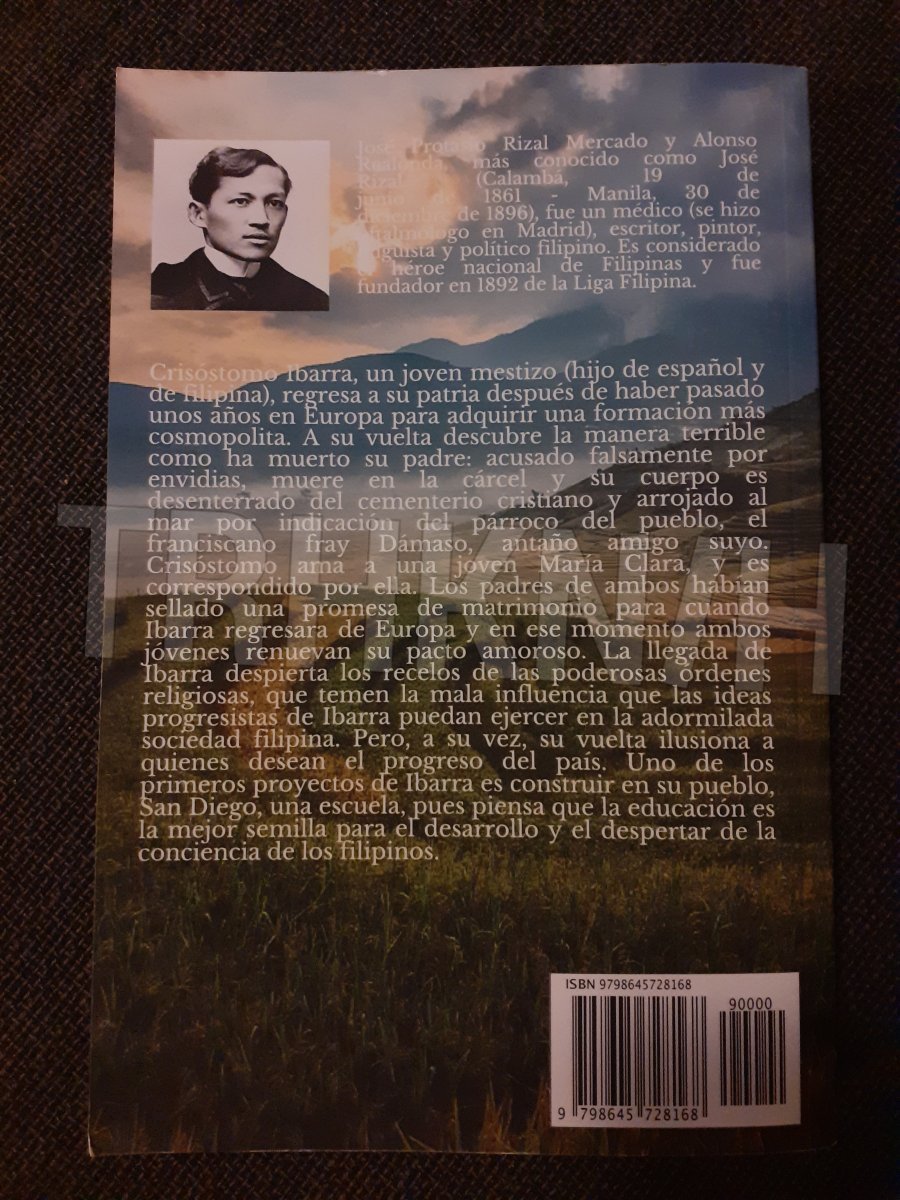 José Protasio Rizal Mercado y Alonso
Realonda, más conocido como José
Rizal (Calambá, 19 de
junio de 1861 - Manila, 30 de
diciembre de 1896), fue un médico (se hizo
oftalmólogo en Madrid), escritor, pintor,
lingüista y político filipino. Es considerado
el héroe nacional de Filipinas y fue
fundador en 1892 de la Liga Filipina.
Crisóstomo Ibarra, un joven mestizo (hijo de español y
de filipina), regresa a su patria después de haber pasado
unos años en Europa para adquirir una formación más
cosmopolita. A su vuelta descubre la manera terrible
como ha muerto su padre: acusado falsamente por
envidias, muere en la cárcel y su cuerpo es
desenterrado del cementerio cristiano y arrojado al
mar por indicación del párroco del pueblo, el
franciscano fray Dámaso, antaño amigo suyo.
Crisóstomo ama a una joven María Clara, y es
correspondido por ella. Los padres de ambos habían
sellado una promesa de matrimonio para cuando
Ibarra regresara de Europa y en ese momento ambos
jóvenes renuevan su pacto amoroso. La llegada de
Ibarra despierta los recelos de las poderosas órdenes
religiosas, que temen la mala influencia que las ideas
progresistas de Ibarra puedan ejercer en la adormilada
sociedad filipina. Pero, a su vez, su vuelta ilusiona a
quienes desean el progreso del país. Uno de los
primeros proyectos de Ibarra es construir en su pueblo,
San Diego, una escuela, pues piensa que la educación es
la mejor semilla para el desarrollo y el despertar de la
conciencia de los filipinos.
ISBN 9798645728168
90000
9 798645 728168